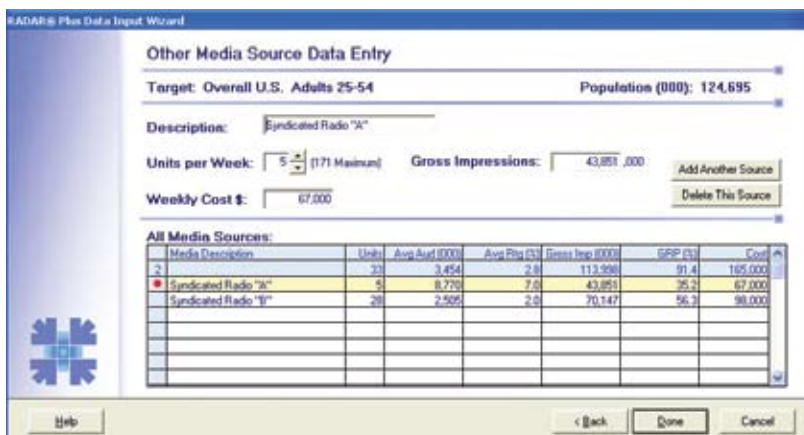 RADAR® Plus Data Input Wizard
Other Media Source Data Entry
Target: Overall U.S. Adults 25-54 Population (000): 124,695
Description: Syndicated Radio "A"
Units per Week: 5 (171 Maximum) Gross Impressions: 43,851 ,000
Add Another Source
Weekly Cost $: 67,000
Delete This Source
All Media Sources:
Media Description Units Avg Aud (000) Avg Rtg (%) Gross Imp (000) GRP (%) Cost
2 33 3,454 2.8 113,998 91.4 165,000
Syndicated Radio "A" 5 8,770 7.0 43,851 35.2 67,000
Syndicated Radio "B" 28 2,505 2.0 70,147 56.3 98,000
Help < Back Done Cancel